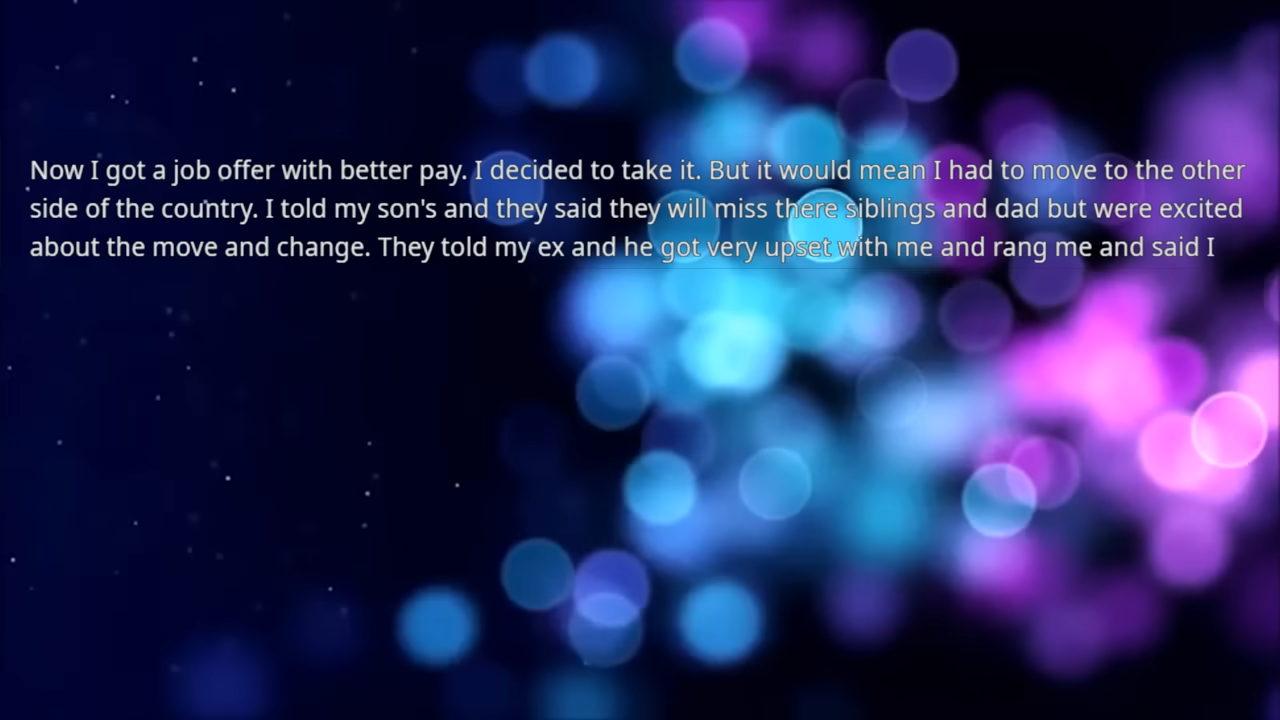 Now I got a job offer with better pay. I decided to take it. But it would mean I had to move to the other
side of the country. I told my son's and they said they will miss there siblings and dad but were excited
about the move and change. They told my ex and he got very upset with me and rang me and said I